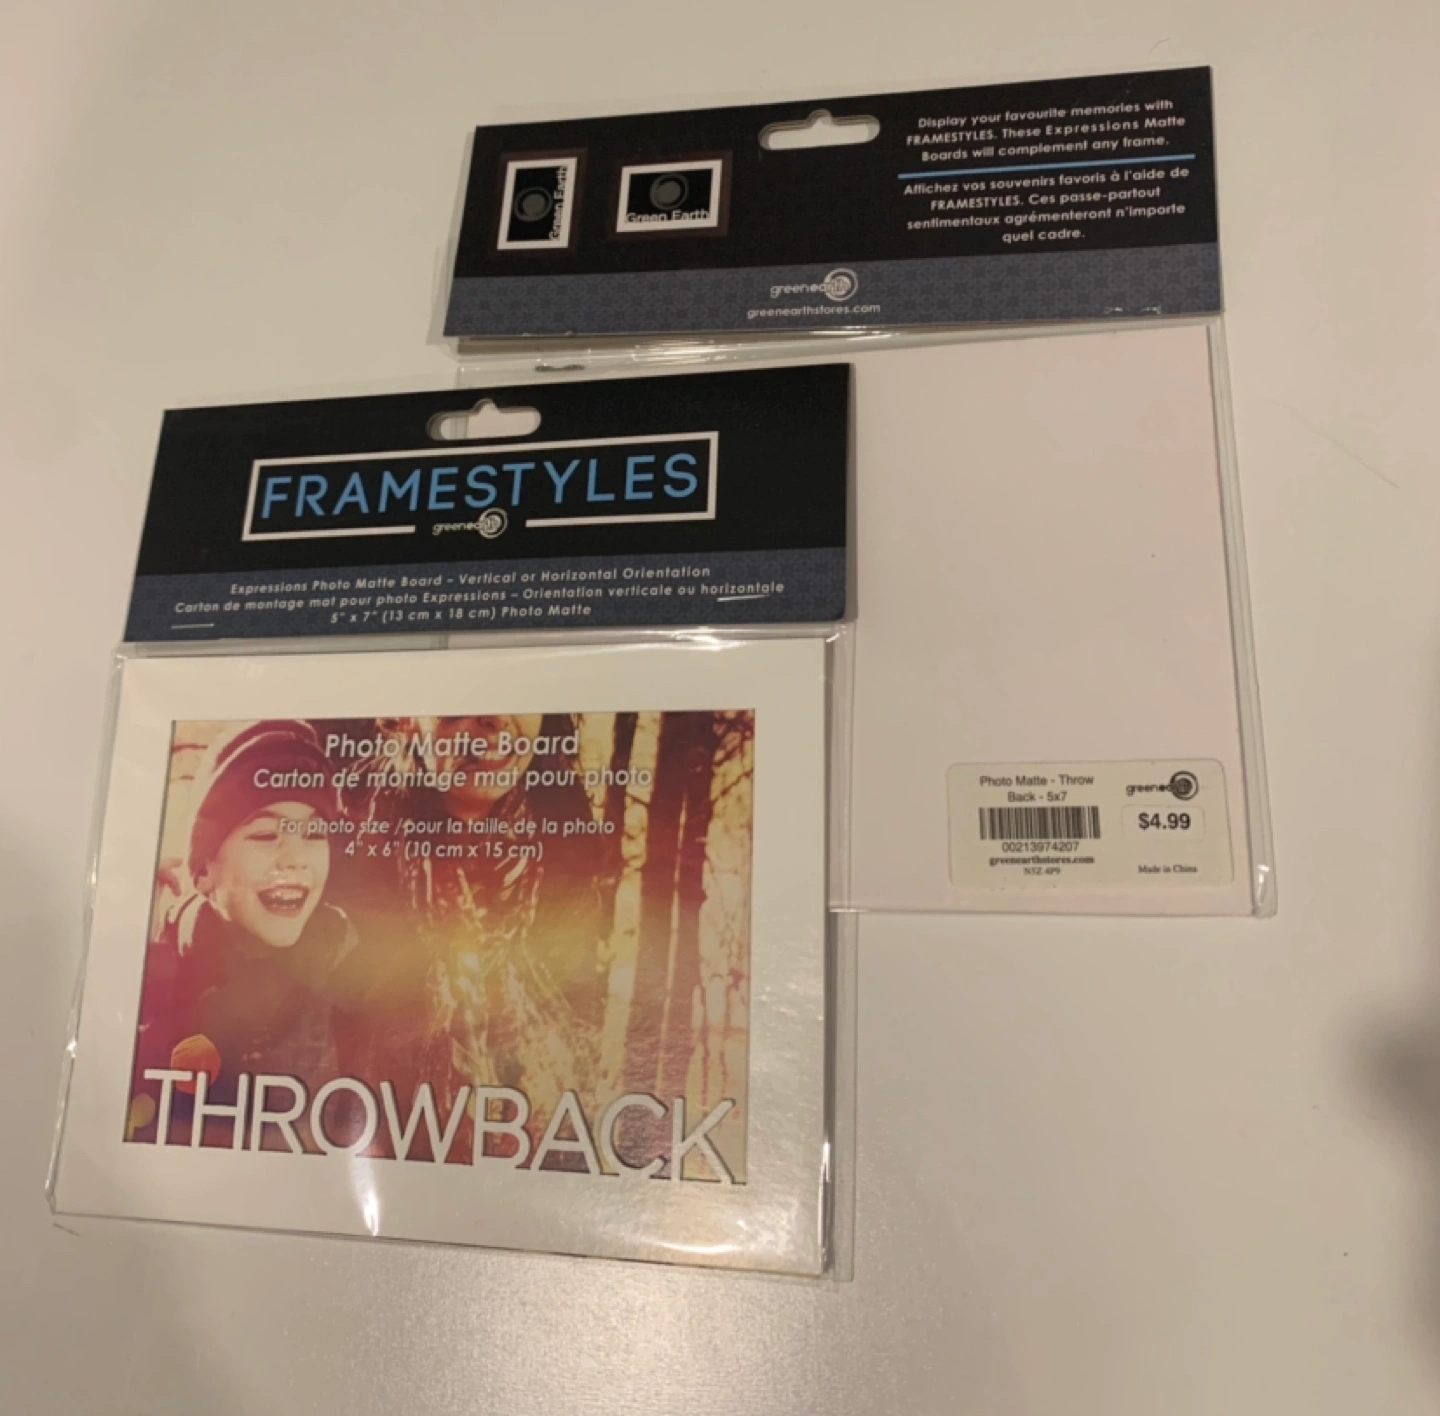 Display your favourite memories with
FRAMESTYLES. These Expressions Matte
Boards will complement any frame.
Affichez vos souvenirs favoris à l'aide de
FRAMESTYLES. Ces passe-partout
sentimentaux agrémenteront n'importe
quel cadre.
Green Earth
Green Earth
greenearth
greenearthstores.com
FRAMESTYLES
greenearth
Expressions Photo Matte Board – Vertical or Horizontal Orientation
Carton de montage mat pour photo Expressions – Orientation verticale ou horizontale
5" x 7" (13 cm x 18 cm) Photo Matte
Photo Matte Board
Carton de montage mat pour photo
For photo size / pour la taille de la photo
4" x 6" (10 cm x 15 cm)
THROWBACK
Photo Matte - Throw
Back - 5x7
00213974207
greenearthstores.com
N5Z 4P9
greenearth
$4.99
Made in China